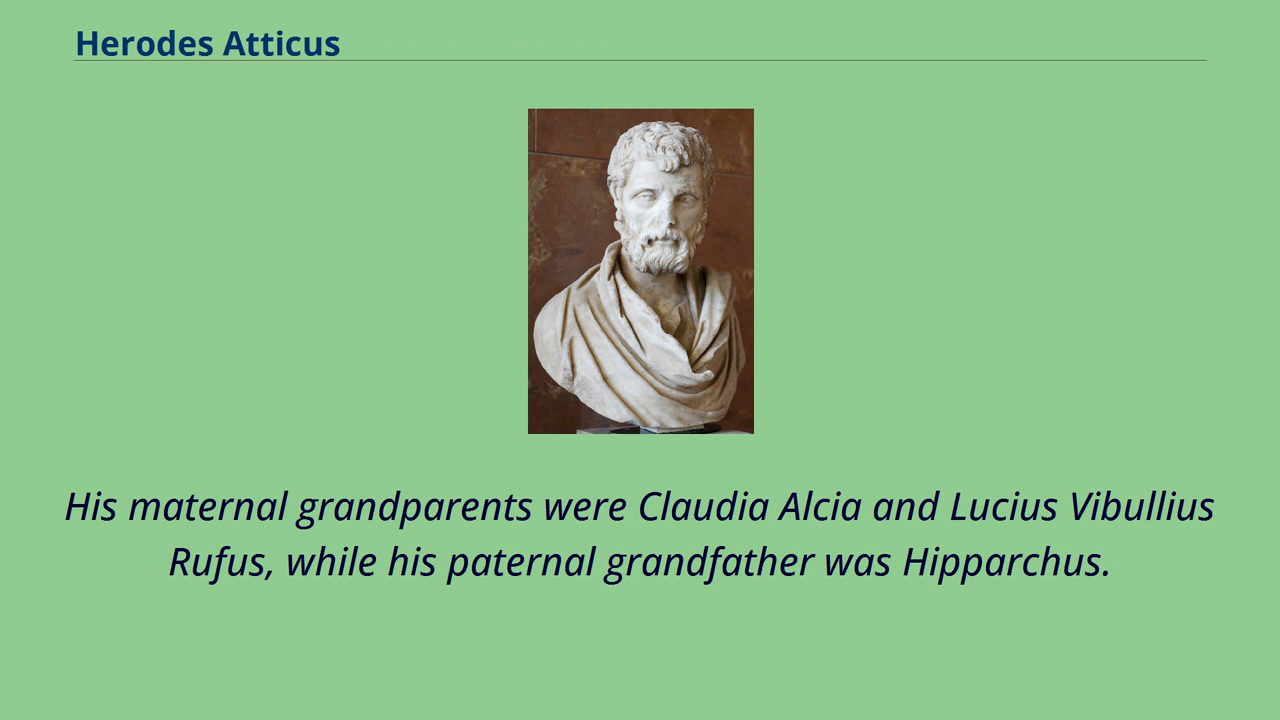 Herodes Atticus
His maternal grandparents were Claudia Alcia and Lucius Vibullius
Rufus, while his paternal grandfather was Hipparchus.